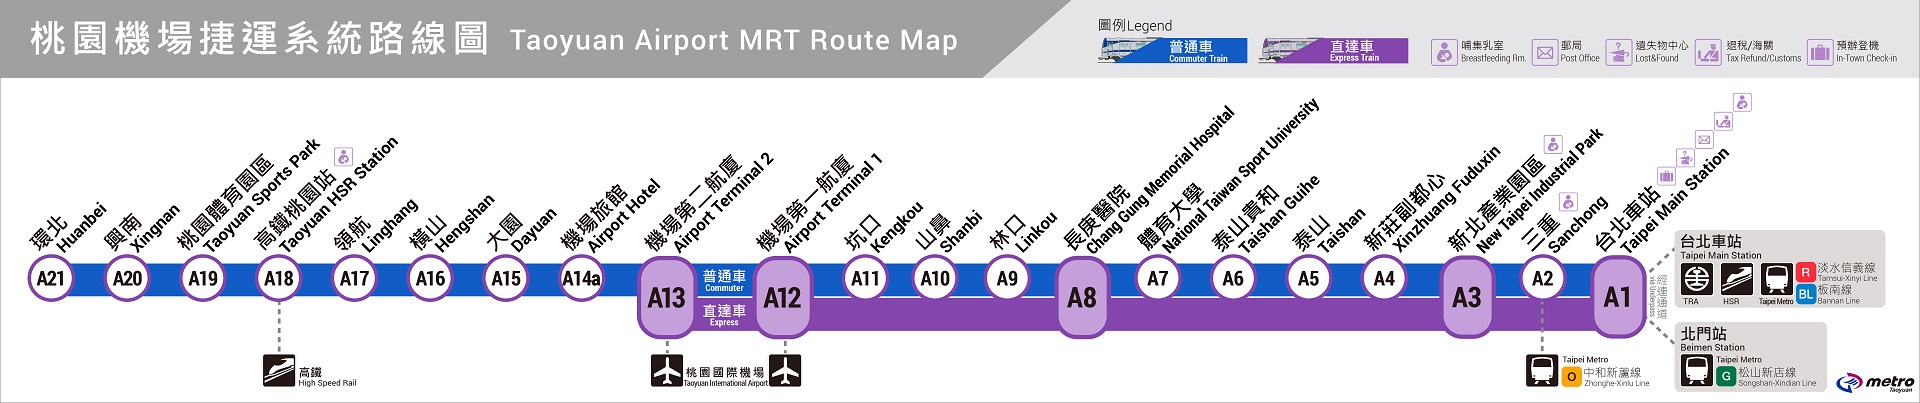 桃園機場捷運系統路線圖 Taoyuan Airport MRT Route Map
圖例Legend
普通車
Commuter Train
直達車
Express Train
哺集乳室
Breastfeeding Rm.
郵局
Post Office
遺失物中心
Lost&Found
退稅/海關
Tax Refund/Customs
預辦登機
In-Town Check-in
環北
Huanbei
A21
興南
Xingnan
A20
桃園體育園區
Taoyuan Sports Park
A19
高鐵桃園站
Taoyuan HSR Station
A18
領航
Linghang
A17
橫山
Hengshan
A16
大園
Dayuan
A15
機場旅館
Airport Hotel
A14a
機場第二航廈
Airport Terminal 2
A13
機場第一航廈
Airport Terminal 1
A12
坑口
Kengkou
A11
山鼻
Shanbi
A10
林口
Linkou
A9
長庚醫院
Chang Gung Memorial Hospital
A8
體育大學
National Taiwan Sport University
A7
泰山貴和
Taishan Guihe
A6
泰山
Taishan
A5
新莊副都心
Xinzhuang Fuduxin
A4
新北產業園區
New Taipei Industrial Park
A3
三重
Sanchong
A2
台北車站
Taipei Main Station
A1
普通車
Commuter
直達車
Express
高鐵
High Speed Rail
桃園國際機場
Taoyuan International Airport
Taipei Metro
O 中和新蘆線
Zhonghe-Xinlu Line
經連通道
via Underpass
台北車站
Taipei Main Station
TRA
HSR
Taipei Metro
R 淡水信義線
Tamsui-Xinyi Line
BL 板南線
Bannan Line
北門站
Beimen Station
Taipei Metro
G 松山新店線
Songshan-Xindian Line
metro
Taoyuan